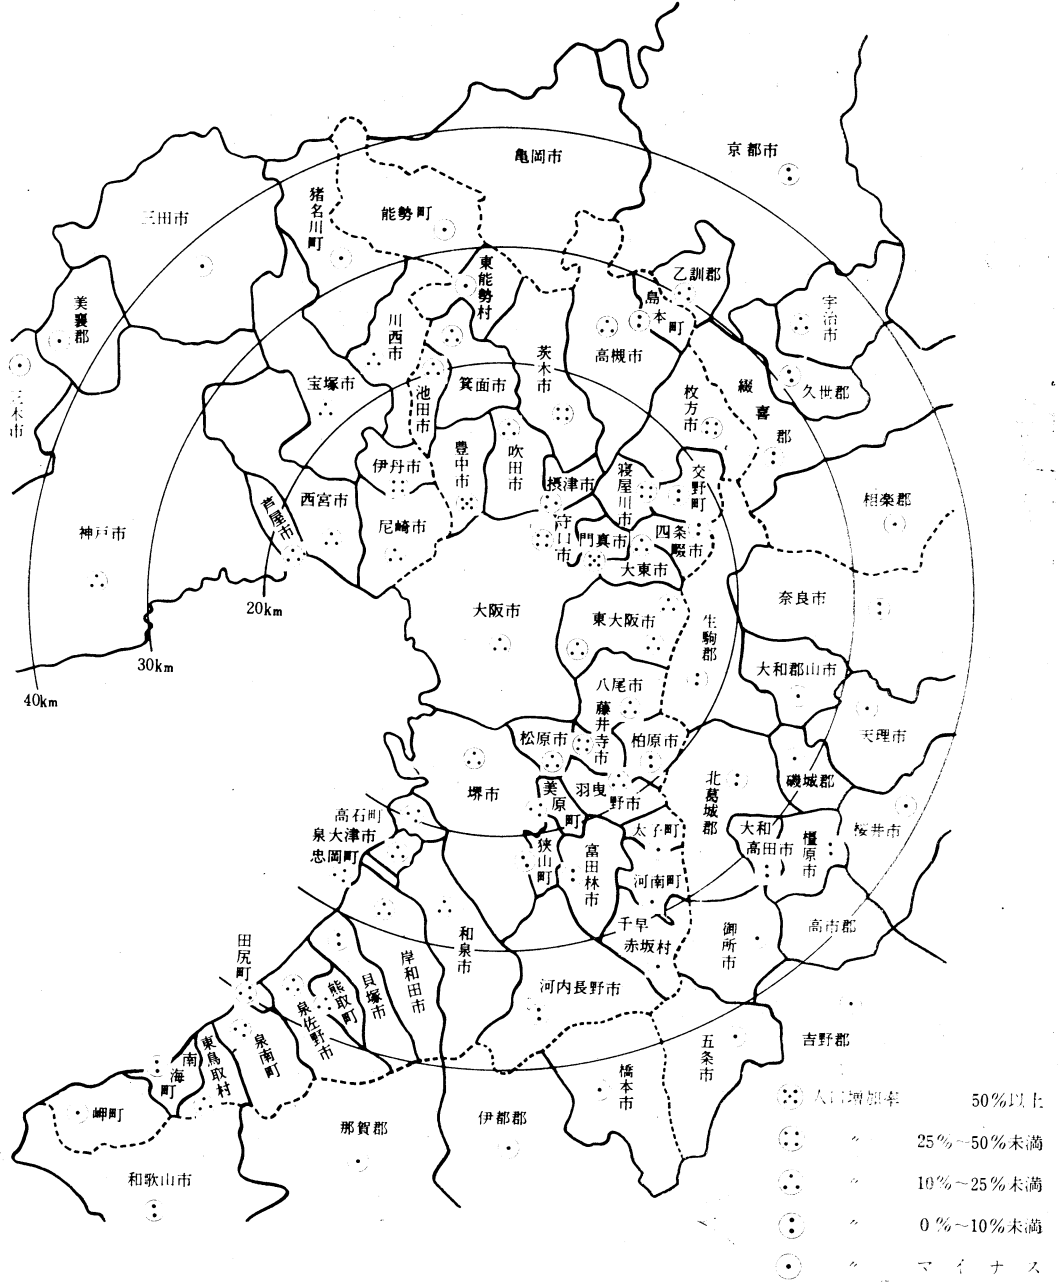 亀岡市
京都市
猪名川町
能勢町
三田市
東能勢村
乙訓郡
美襄郡
川西市
島本町
宇治市
茨木市
高槻市
三木市
宝塚市
池田市
箕面市
枚方市
綴喜郡
久世郡
伊丹市
豊中市
吹田市
摂津市
寝屋川市
交野町
芦屋市
西宮市
尼崎市
守口市
門真市
四条畷市
相楽郡
神戸市
大東市
20km
大阪市
東大阪市
生駒郡
奈良市
30km
40km
八尾市
大和郡山市
藤井寺市
松原市
柏原市
天理市
堺市
美原町
羽曳野市
北葛城郡
磯城郡
高石町
泉大津市
忠岡町
狭山町
富田林市
太子町
大和高田市
橿原市
桜井市
河南町
千早赤坂村
御所市
高市郡
田尻町
和泉市
岸和田市
貝塚市
熊取町
泉佐野市
河内長野市
泉南町
東鳥取村
南海町
岬町
橋本市
五条市
吉野郡
那賀郡
伊都郡
和歌山市
人口増加率 50%以上
〃 25%~50%未満
〃 10%~25%未満
〃 0%~10%未満
〃 マイナス